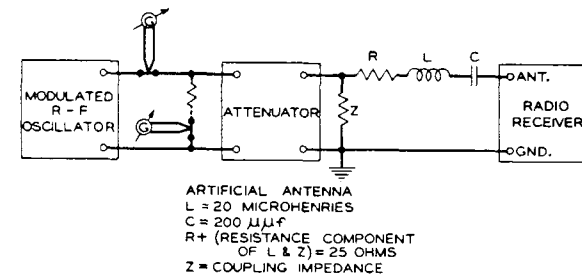 G
R
L
C
ANT.
MODULATED
R-F
OSCILLATOR
G
ATTENUATOR
Z
RADIO
RECEIVER
GND.
ARTIFICIAL ANTENNA
L = 20 MICROHENRIES
C = 200 μμf
R + (RESISTANCE COMPONENT
OF L & Z) = 25 OHMS
Z = COUPLING IMPEDANCE